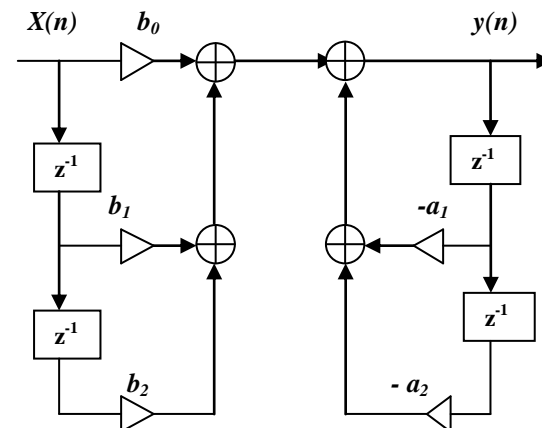 X(n) b₀ y(n)
z⁻¹ z⁻¹
b₁ -a₁
z⁻¹ z⁻¹
b₂ - a₂